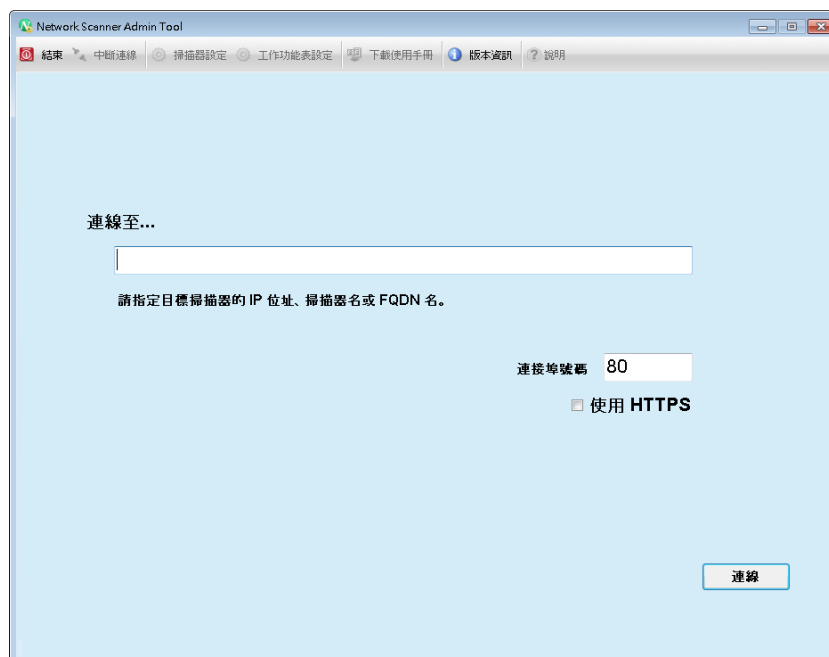 Network Scanner Admin Tool
結束 中斷連線 掃描器設定 工作功能表設定 下載使用手冊 版本資訊 說明
連線至...
請指定目標掃描器的 IP 位址、掃描器名或 FQDN 名。
連接埠號碼 80
使用 HTTPS
連線